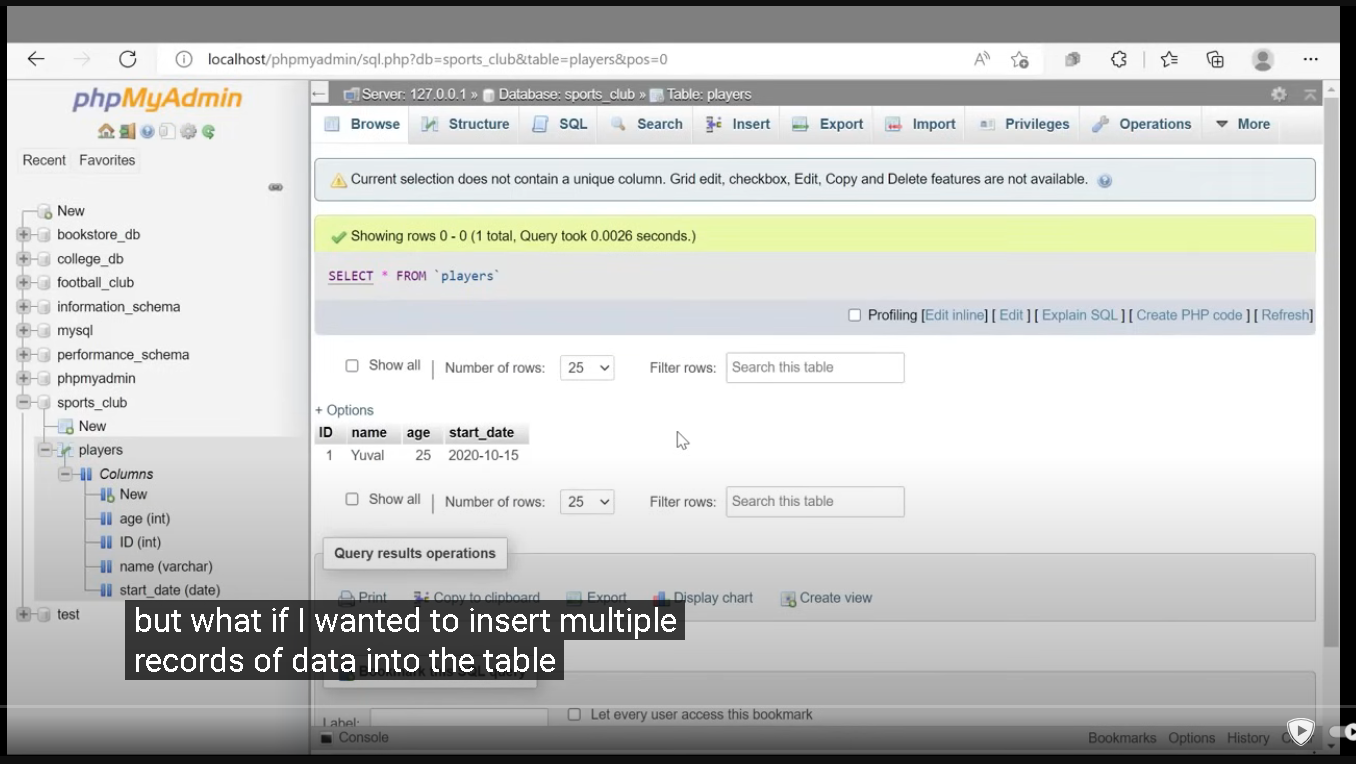 localhost/phpmyadmin/sql.php?db=sports_club&table=players&pos=0
phpMyAdmin
Recent Favorites
New
bookstore_db
college_db
football_club
information_schema
mysql
performance_schema
phpmyadmin
sports_club
New
players
Columns
New
age (int)
ID (int)
name (varchar)
start_date (date)
test
Server: 127.0.0.1 » Database: sports_club » Table: players
Browse Structure SQL Search Insert Export Import Privileges Operations More
Current selection does not contain a unique column. Grid edit, checkbox, Edit, Copy and Delete features are not available.
Showing rows 0 - 0 (1 total, Query took 0.0026 seconds.)
SELECT * FROM `players`
Profiling [Edit inline] [ Edit ] [ Explain SQL ] [ Create PHP code ] [ Refresh]
Show all | Number of rows: 25 Filter rows: Search this table
+ Options
ID name age start_date
1 Yuval 25 2020-10-15
Show all | Number of rows: 25 Filter rows: Search this table
Query results operations
Print Copy to clipboard Export Display chart Create view
but what if I wanted to insert multiple
records of data into the table
Bookmark this SQL query
Label: Let every user access this bookmark
Console Bookmarks Options History